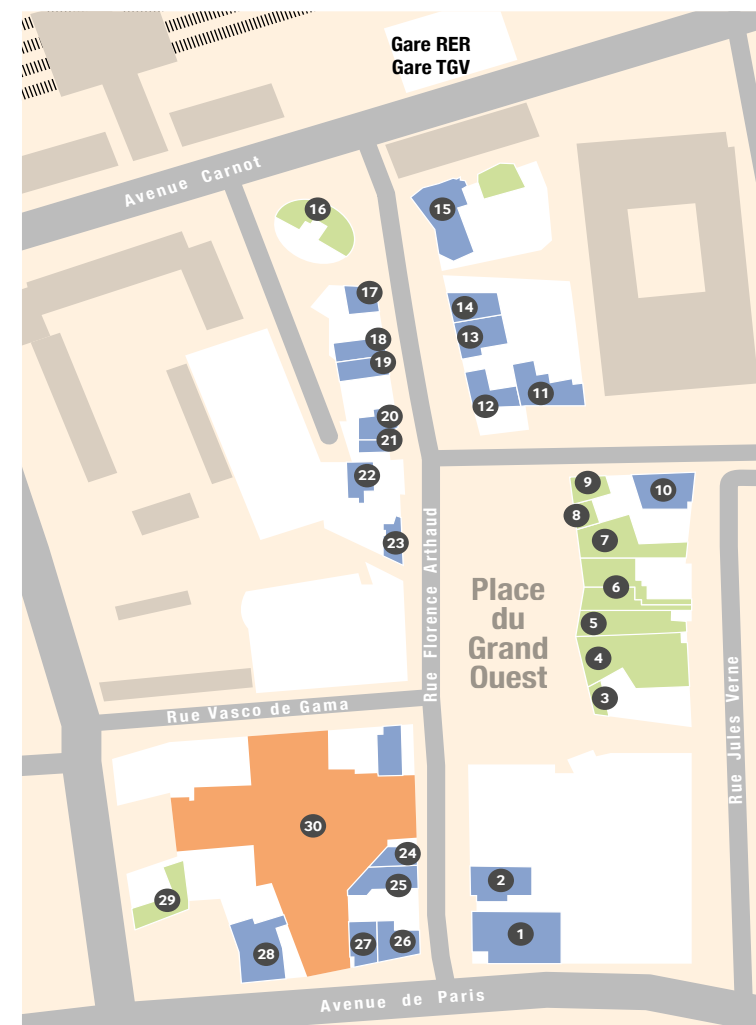 Gare RER
Gare TGV
Avenue Carnot
16
15
17
14
18
13
19
11
12
20
21
22
9
10
8
23
7
Rue Florence Arthaud
Place
du
Grand
Ouest
6
5
4
3
Rue Jules Verne
Rue Vasco de Gama
30
24
2
25
29
1
26
27
28
Avenue de Paris